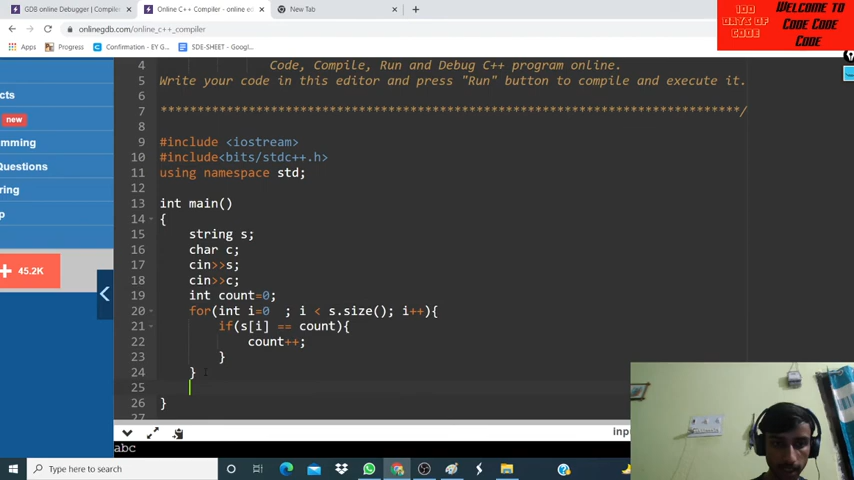 GDB online Debugger | Compiler
Online C++ Compiler - online ed
New Tab
onlinegdb.com/online_c++_compiler
Apps
Progress
Confirmation - EY G...
SDE-SHEET - Googl...
100 DAYS OF CODE
Welcome to Code Code Code
cts
new
mming
Questions
ring
p
45.2K
4 Code, Compile, Run and Debug C++ program online.
5 Write your code in this editor and press "Run" button to compile and execute it.
6
7 *******************************************************************************/
8
9 #include <iostream>
10 #include<bits/stdc++.h>
11 using namespace std;
12
13 int main()
14 {
15 string s;
16 char c;
17 cin>>s;
18 cin>>c;
19 int count=0;
20 for(int i=0  ; i < s.size(); i++){
21 if(s[i] == count){
22 count++;
23 }
24 }
25
26 }
27
inp
abc
Type here to search